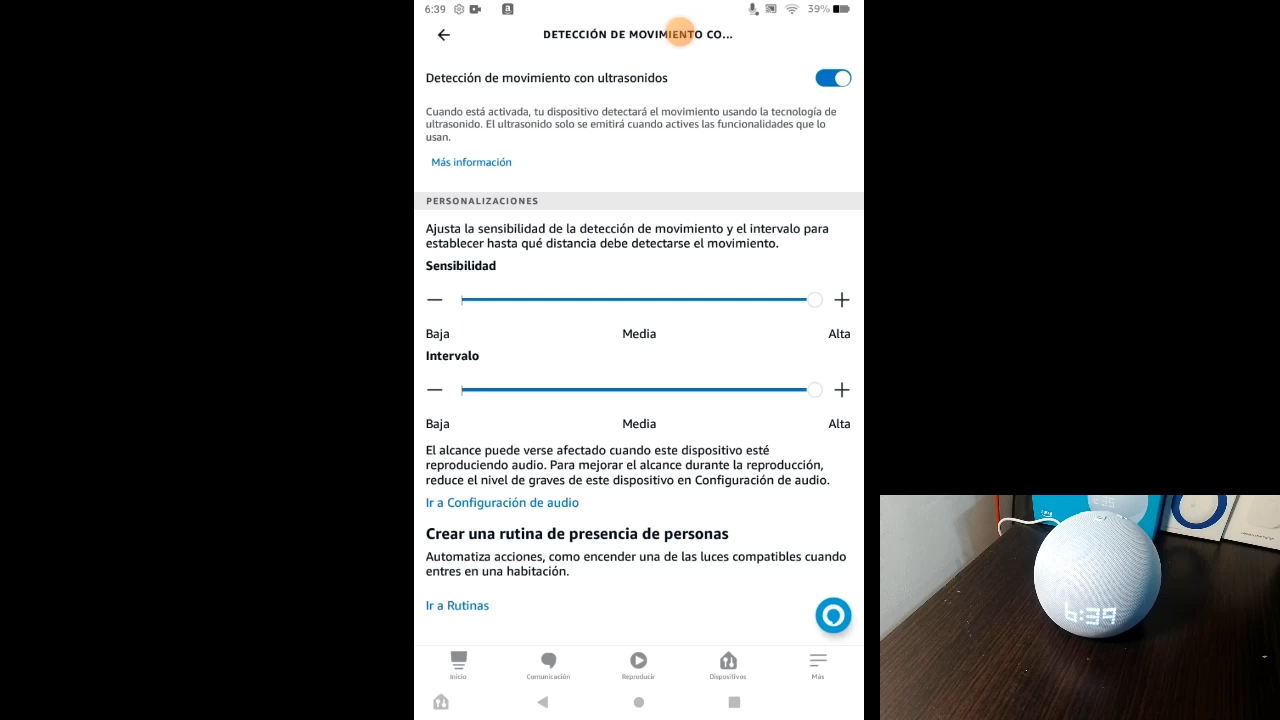 6:39
39%
DETECCIÓN DE MOVIMIENTO CO...
Detección de movimiento con ultrasonidos
Cuando está activada, tu dispositivo detectará el movimiento usando la tecnología de
ultrasonido. El ultrasonido solo se emitirá cuando actives las funcionalidades que lo
usan.
Más información
PERSONALIZACIONES
Ajusta la sensibilidad de la detección de movimiento y el intervalo para
establecer hasta qué distancia debe detectarse el movimiento.
Sensibilidad
Baja Media Alta
Intervalo
Baja Media Alta
El alcance puede verse afectado cuando este dispositivo esté
reproduciendo audio. Para mejorar el alcance durante la reproducción,
reduce el nivel de graves de este dispositivo en Configuración de audio.
Ir a Configuración de audio
Crear una rutina de presencia de personas
Automatiza acciones, como encender una de las luces compatibles cuando
entres en una habitación.
Ir a Rutinas
Inicio Comunicación Reproducir Dispositivos Más
6:39